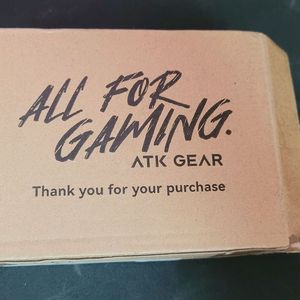 ALL FOR
GAMING.
ATK GEAR
Thank you for your purchase